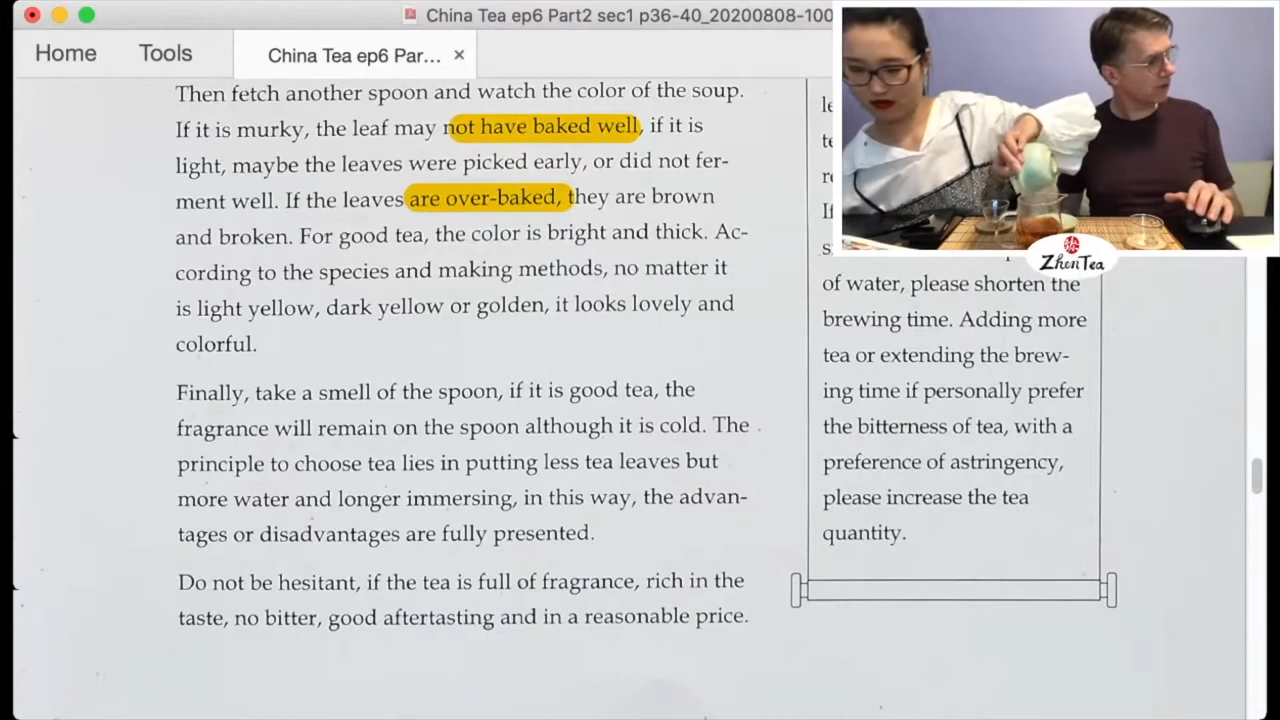 China Tea ep6 Part2 sec1 p36-40_20200808-100
Home
Tools
China Tea ep6 Par...
Then fetch another spoon and watch the color of the soup.
If it is murky, the leaf may not have baked well, if it is
light, maybe the leaves were picked early, or did not fer-
ment well. If the leaves are over-baked, they are brown
and broken. For good tea, the color is bright and thick. Ac-
cording to the species and making methods, no matter it
is light yellow, dark yellow or golden, it looks lovely and
colorful.
Finally, take a smell of the spoon, if it is good tea, the
fragrance will remain on the spoon although it is cold. The
principle to choose tea lies in putting less tea leaves but
more water and longer immersing, in this way, the advan-
tages or disadvantages are fully presented.
Do not be hesitant, if the tea is full of fragrance, rich in the
taste, no bitter, good aftertasting and in a reasonable price.
of water, please shorten the
brewing time. Adding more
tea or extending the brew-
ing time if personally prefer
the bitterness of tea, with a
preference of astringency,
please increase the tea
quantity.
ZhenTea